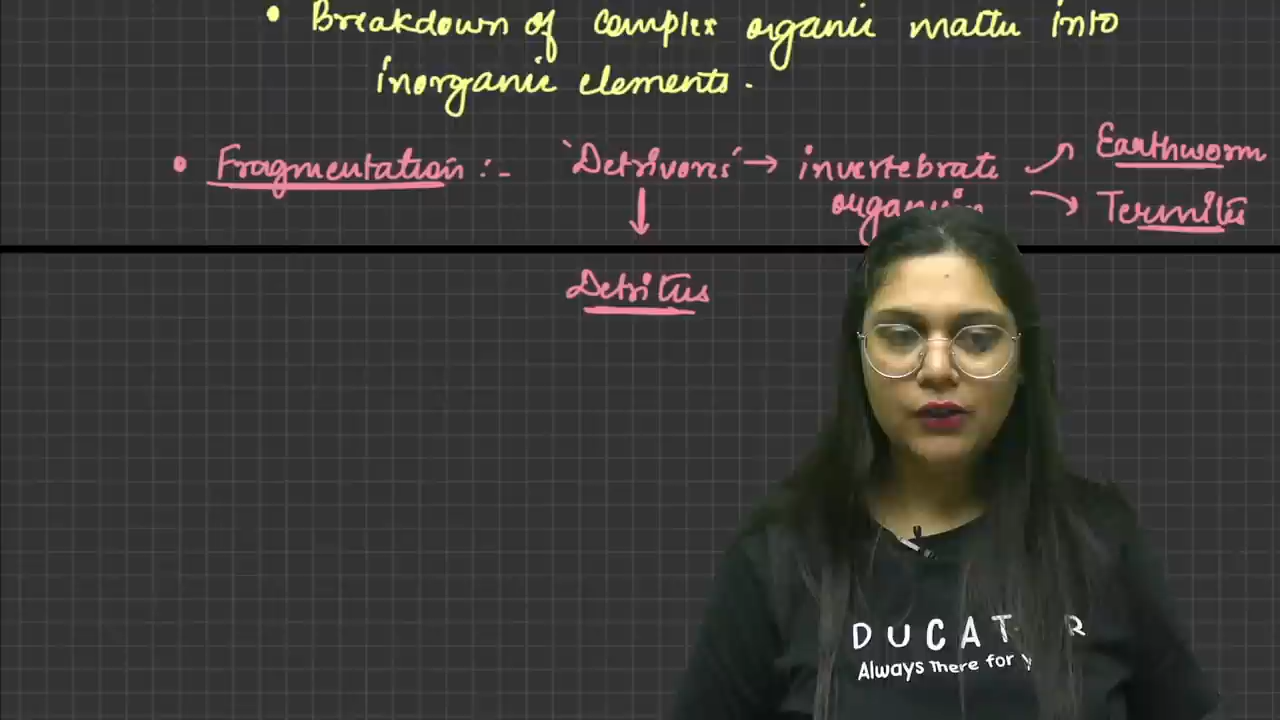 • Breakdown of complex organic matter into
inorganic elements.
• Fragmentation :- 'Detrivores' → invertebrate Earthworm
Termites
Detritus
DUCAT R
Always There for